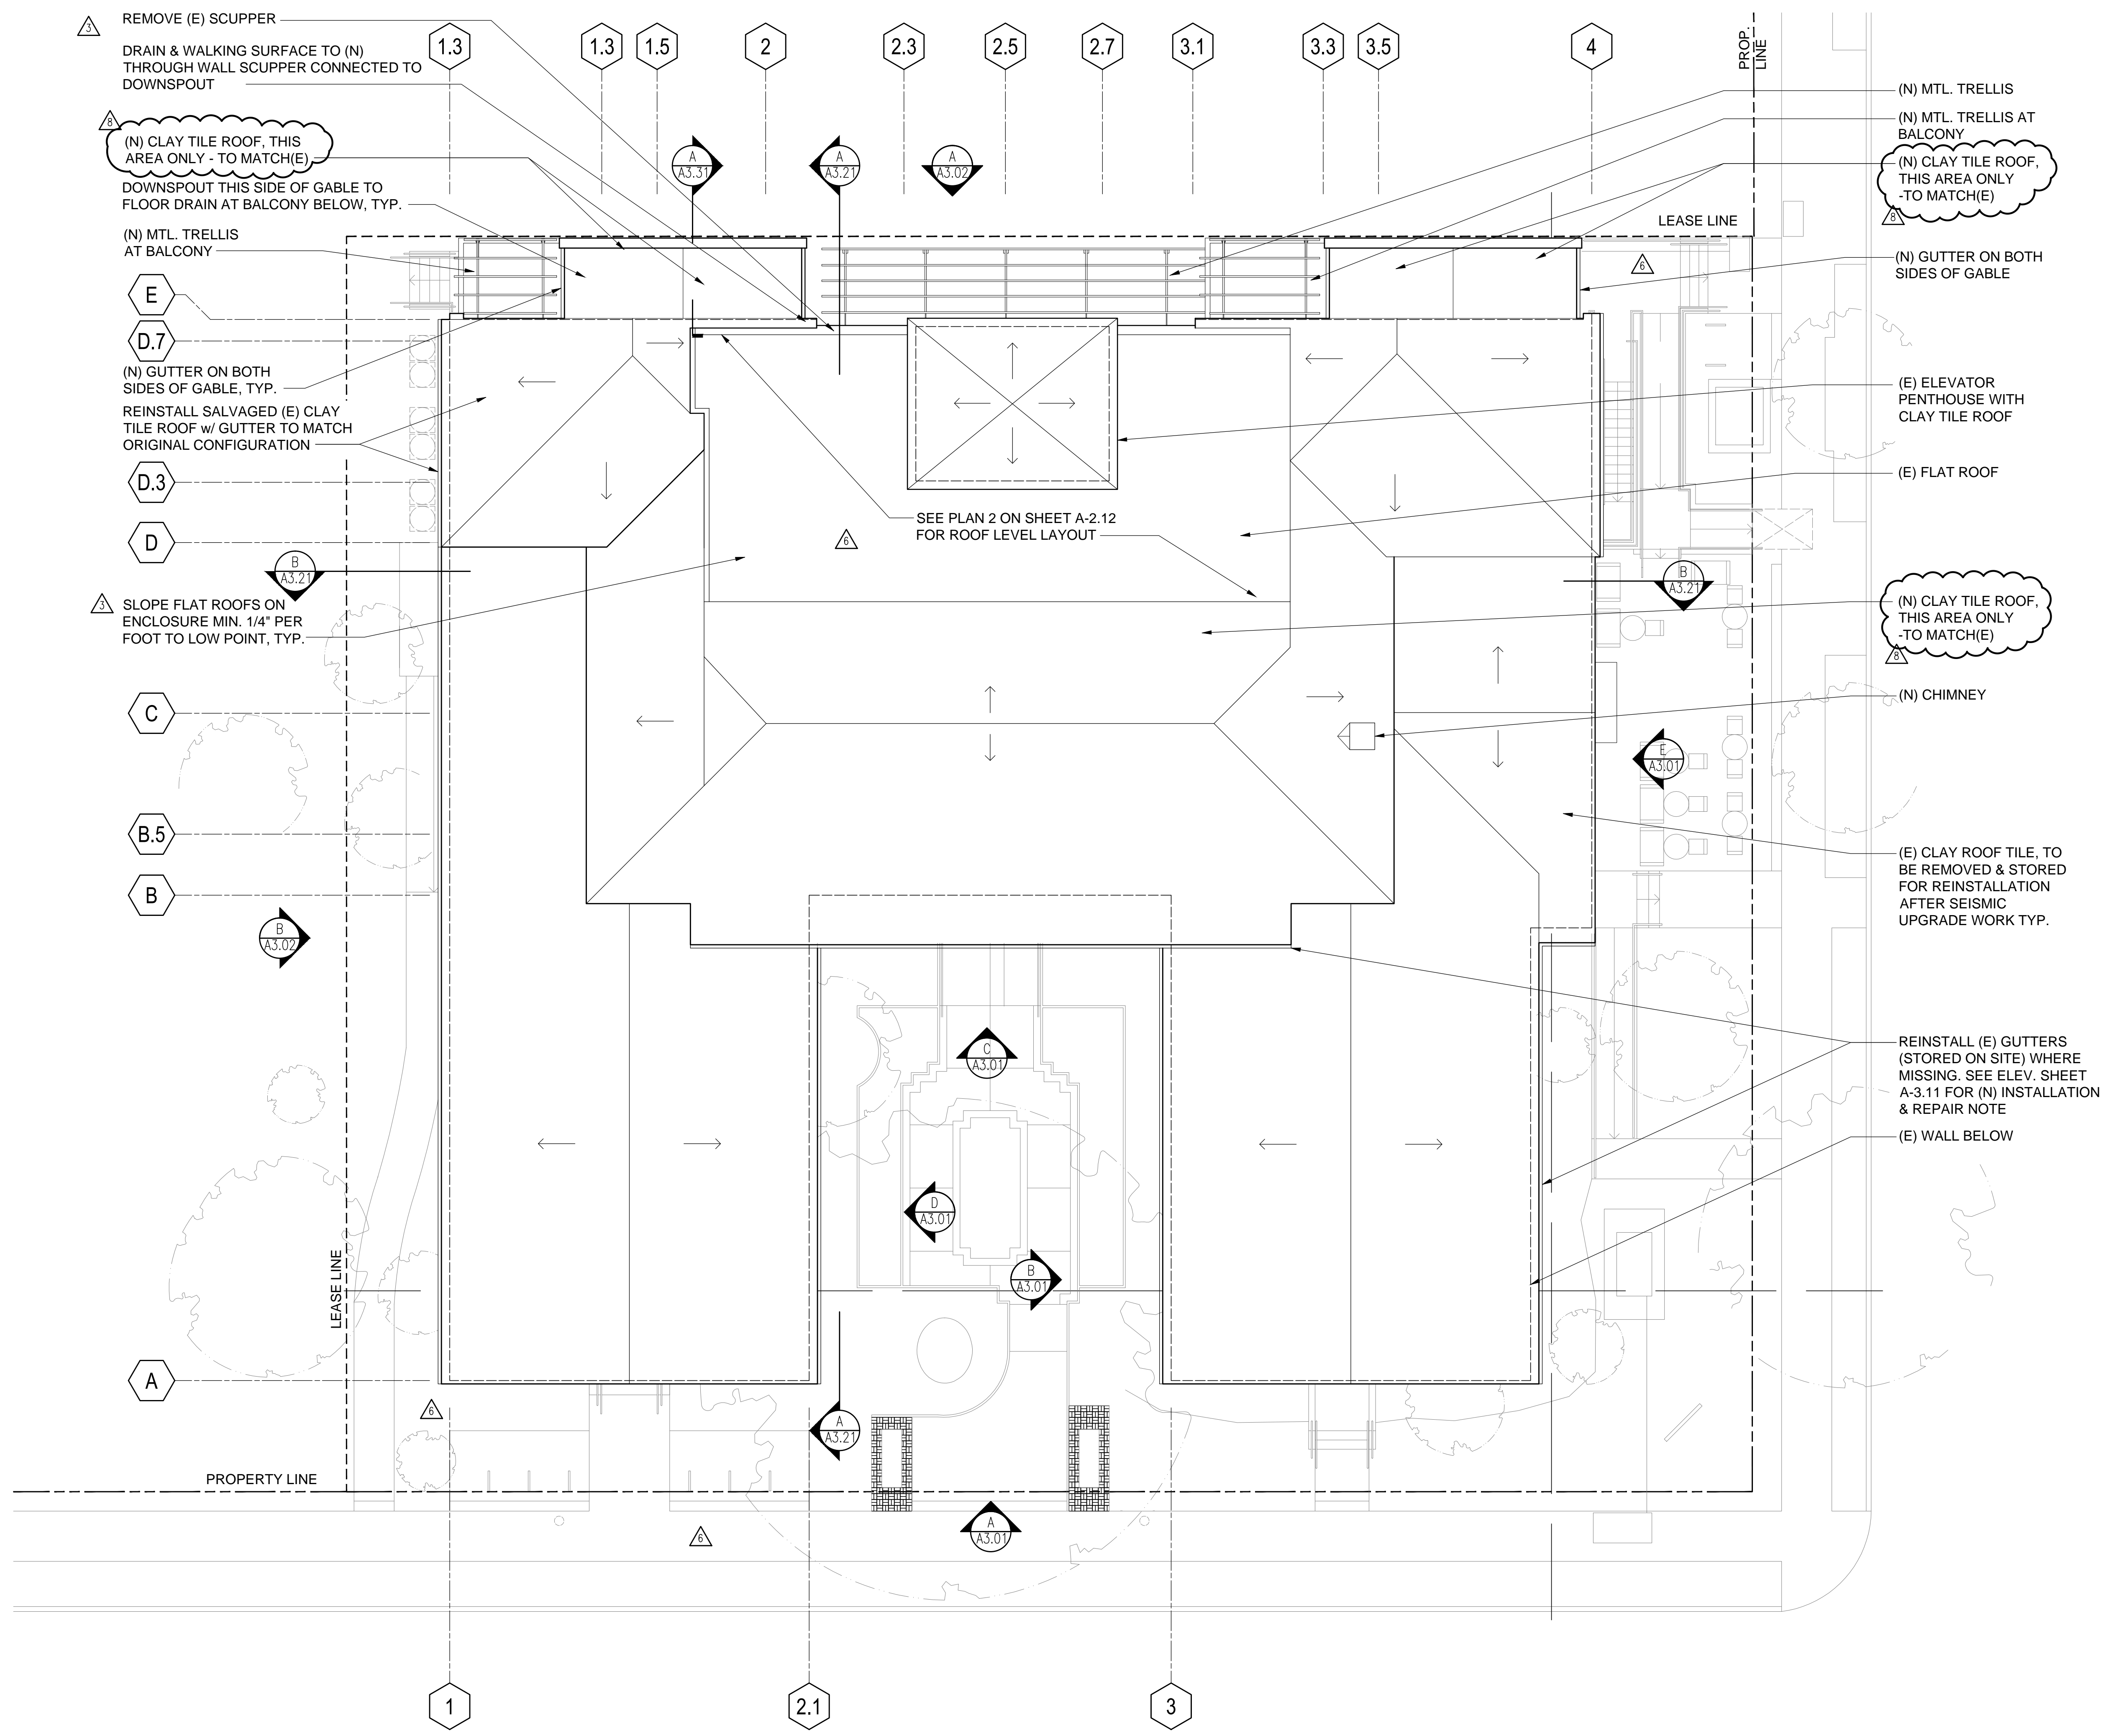 3
REMOVE (E) SCUPPER
DRAIN & WALKING SURFACE TO (N)
THROUGH WALL SCUPPER CONNECTED TO
DOWNSPOUT
8
(N) CLAY TILE ROOF, THIS
AREA ONLY - TO MATCH(E)
DOWNSPOUT THIS SIDE OF GABLE TO
FLOOR DRAIN AT BALCONY BELOW, TYP.
(N) MTL. TRELLIS
AT BALCONY
E
D.7
(N) GUTTER ON BOTH
SIDES OF GABLE, TYP.
REINSTALL SALVAGED (E) CLAY
TILE ROOF w/ GUTTER TO MATCH
ORIGINAL CONFIGURATION
D.3
D
B
A3.21
3
SLOPE FLAT ROOFS ON
ENCLOSURE MIN. 1/4" PER
FOOT TO LOW POINT, TYP.
C
B.5
B
B
A3.02
LEASE LINE
A
6
PROPERTY LINE
1.3
1.3
1.5
2
2.3
2.5
2.7
3.1
3.3
3.5
4
PROP.
LINE
A
A3.31
A
A3.21
A
A3.02
LEASE LINE
6
SEE PLAN 2 ON SHEET A-2.12
FOR ROOF LEVEL LAYOUT
6
B
A3.21
E
A3.01
C
A3.01
D
A3.01
B
A3.01
A
A3.21
A
A3.01
6
(N) MTL. TRELLIS
(N) MTL. TRELLIS AT
BALCONY
(N) CLAY TILE ROOF,
THIS AREA ONLY
-TO MATCH(E)
8
(N) GUTTER ON BOTH
SIDES OF GABLE
(E) ELEVATOR
PENTHOUSE WITH
CLAY TILE ROOF
(E) FLAT ROOF
(N) CLAY TILE ROOF,
THIS AREA ONLY
-TO MATCH(E)
8
(N) CHIMNEY
(E) CLAY ROOF TILE, TO
BE REMOVED & STORED
FOR REINSTALLATION
AFTER SEISMIC
UPGRADE WORK TYP.
REINSTALL (E) GUTTERS
(STORED ON SITE) WHERE
MISSING. SEE ELEV. SHEET
A-3.11 FOR (N) INSTALLATION
& REPAIR NOTE
(E) WALL BELOW
1
2.1
3